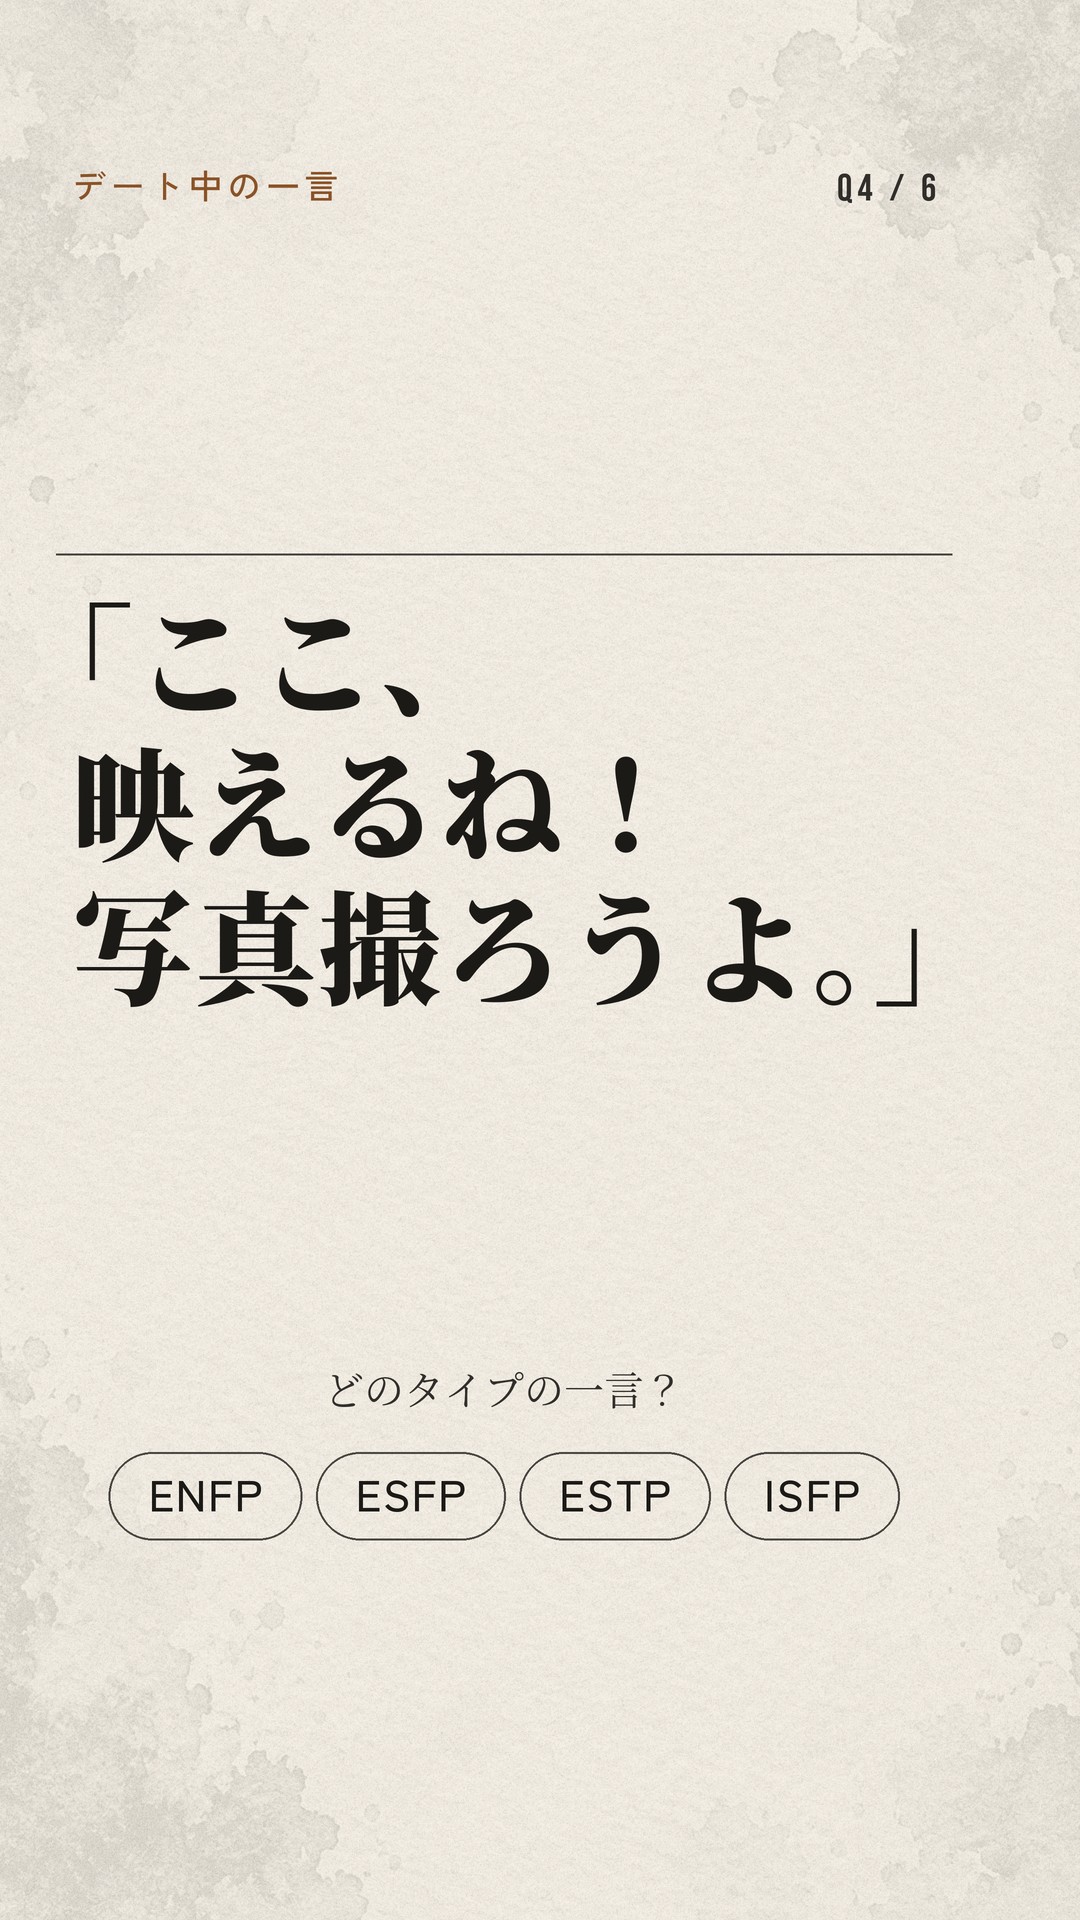 デート中の一言
Q4 / 6
「ここ、
映えるね！
写真撮ろうよ。」
どのタイプの一言？
ENFP ESFP ESTP ISFP